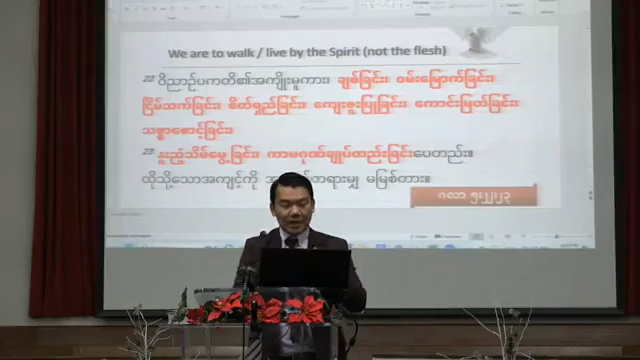 We are to walk / live by the Spirit (not the flesh)
22 ဝိညာဉ်ပကတိ၏အကျိုးမူကား၊ ချစ်ခြင်း၊ ဝမ်းမြောက်ခြင်း၊
ငြိမ်သက်ခြင်း၊ စိတ်ရှည်ခြင်း၊ ကျေးဇူးပြုခြင်း၊ ကောင်းမြတ်ခြင်း၊
သစ္စာစောင့်ခြင်း၊
23 နူးညံ့သိမ်မွေ့ခြင်း၊ ကာမဂုဏ်ချုပ်တည်းခြင်းပေတည်း။
ထိုသို့သောအကျင့်ကို တရားမျှ မမြစ်တား။
ဂလာ ၅း၂၂-၂၃